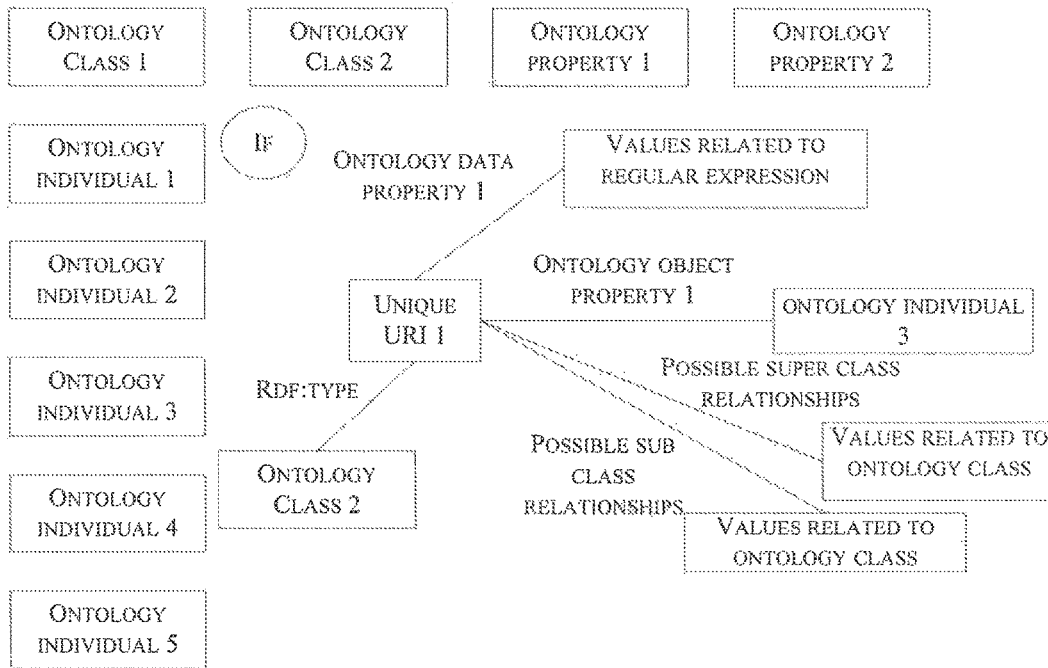 ONTOLOGY
CLASS 1
ONTOLOGY
CLASS 2
ONTOLOGY
PROPERTY 1
ONTOLOGY
PROPERTY 2
ONTOLOGY
INDIVIDUAL 1
IF
ONTOLOGY DATA
PROPERTY 1
VALUES RELATED TO
REGULAR EXPRESSION
ONTOLOGY
INDIVIDUAL 2
UNIQUE
URI 1
ONTOLOGY OBJECT
PROPERTY 1
ONTOLOGY INDIVIDUAL
3
ONTOLOGY
INDIVIDUAL 3
RDF:TYPE
POSSIBLE SUPER CLASS
RELATIONSHIPS
ONTOLOGY
CLASS 2
POSSIBLE SUB
CLASS
RELATIONSHIPS
VALUES RELATED TO
ONTOLOGY CLASS
ONTOLOGY
INDIVIDUAL 4
VALUES RELATED TO
ONTOLOGY CLASS
ONTOLOGY
INDIVIDUAL 5